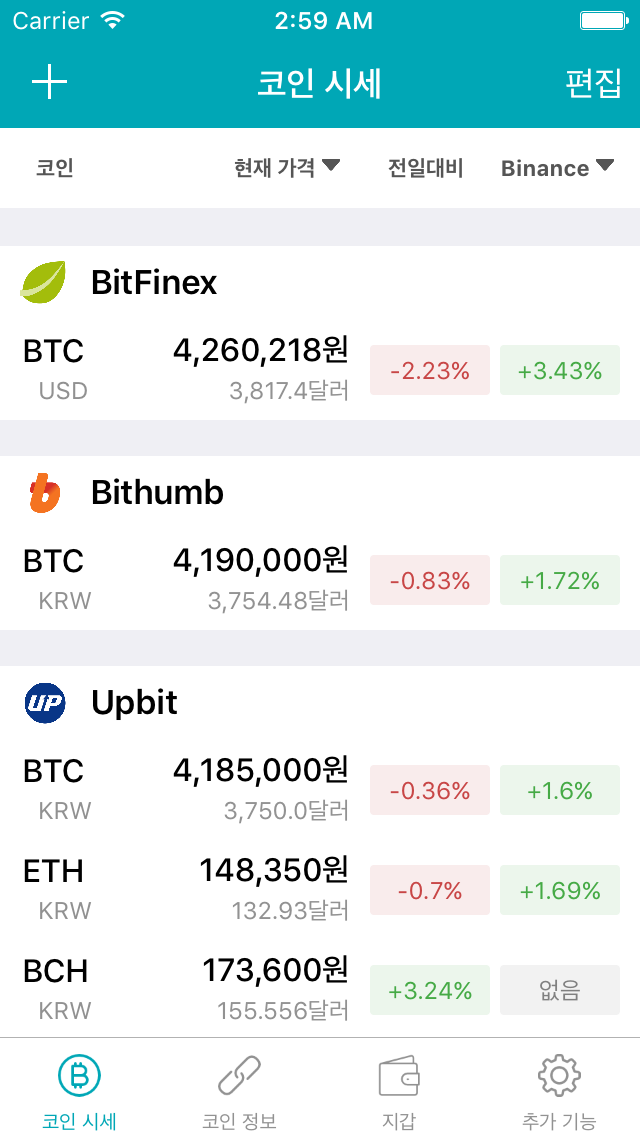 Carrier 2:59 AM
코인 시세 편집
코인 현재 가격 전일대비 Binance
BitFinex
BTC 4,260,218원 -2.23% +3.43%
USD 3,817.4달러
Bithumb
BTC 4,190,000원 -0.83% +1.72%
KRW 3,754.48달러
UP Upbit
BTC 4,185,000원 -0.36% +1.6%
KRW 3,750.0달러
ETH 148,350원 -0.7% +1.69%
KRW 132.93달러
BCH 173,600원 +3.24% 없음
KRW 155.556달러
코인 시세 코인 정보 지갑 추가 기능